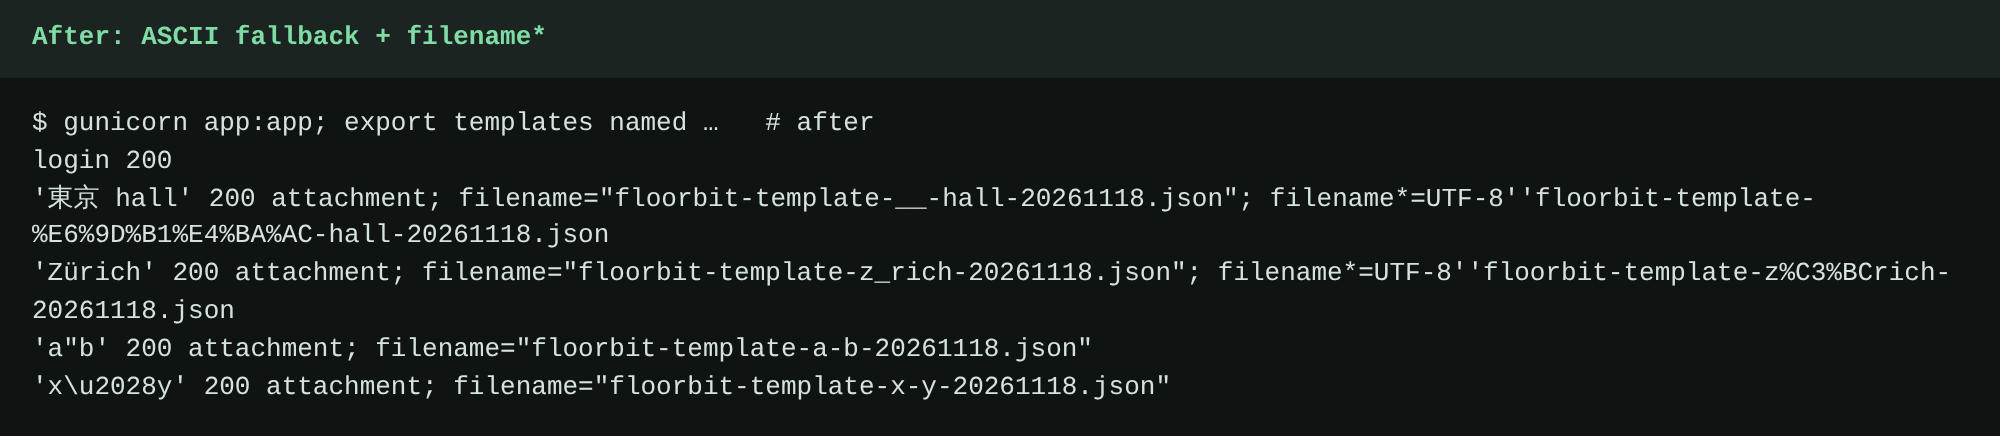 After: ASCII fallback + filename*
$ gunicorn app:app; export templates named …   # after
login 200
'東京 hall' 200 attachment; filename="floorbit-template-__-hall-20261118.json"; filename*=UTF-8''floorbit-template-
%E6%9D%B1%E4%BA%AC-hall-20261118.json
'Zürich' 200 attachment; filename="floorbit-template-z_rich-20261118.json"; filename*=UTF-8''floorbit-template-z%C3%BCrich-
20261118.json
'a"b' 200 attachment; filename="floorbit-template-a-b-20261118.json"
'x\u2028y' 200 attachment; filename="floorbit-template-x-y-20261118.json"